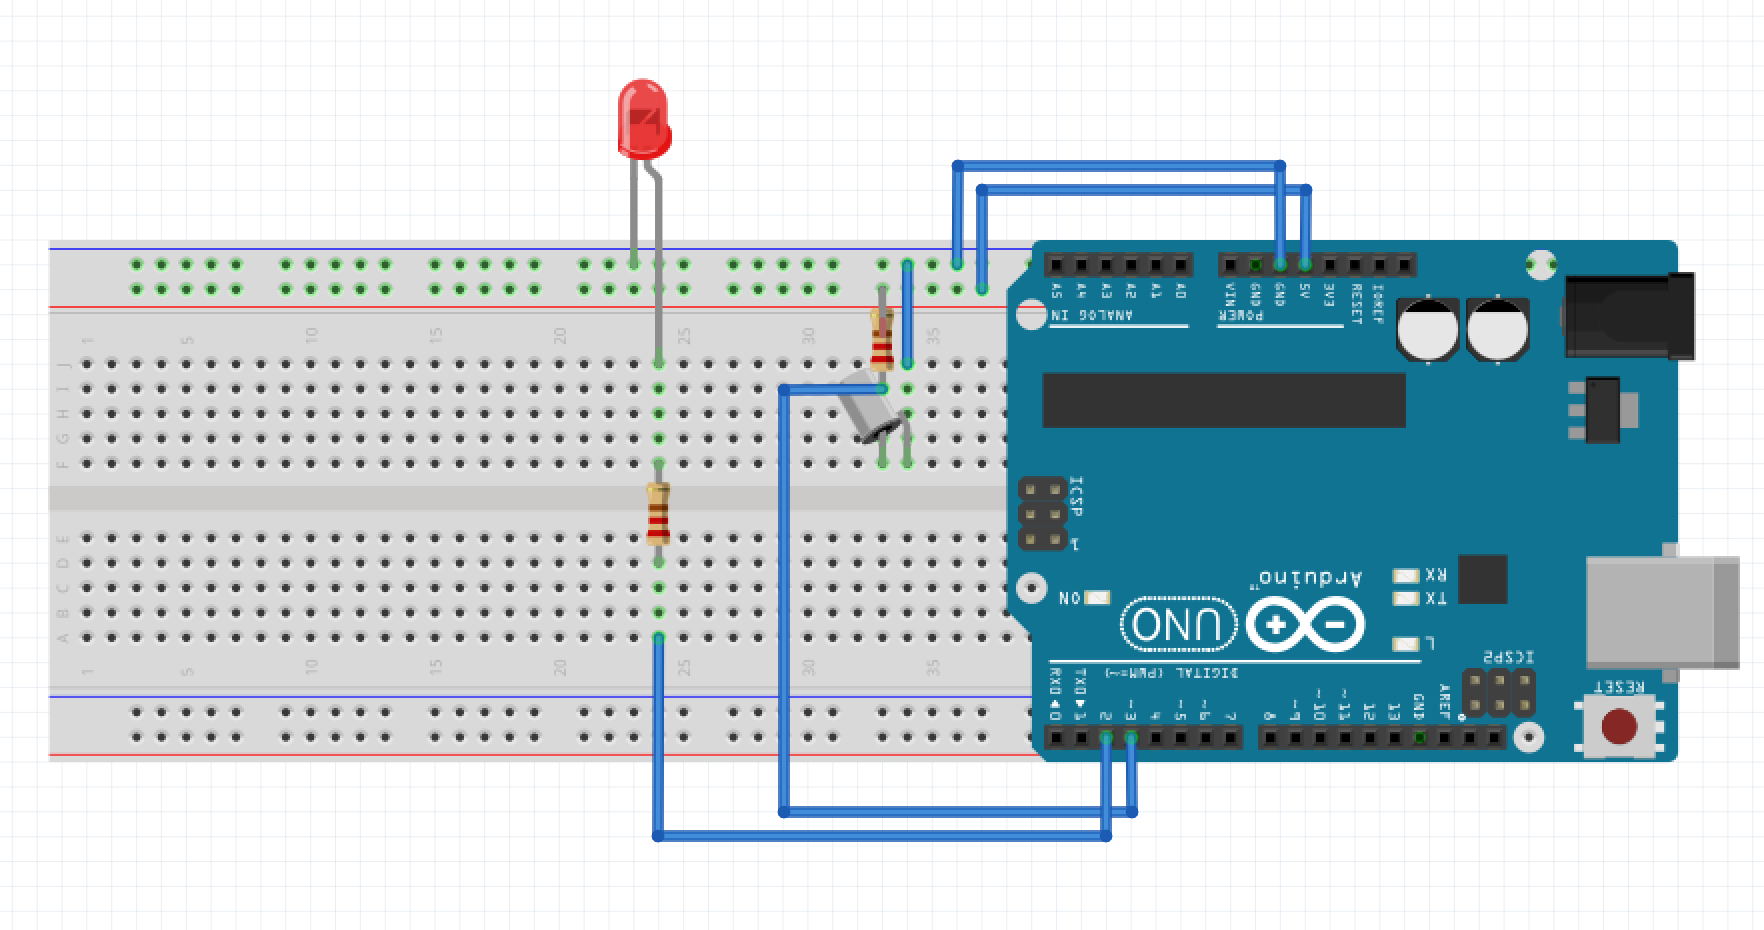 A5 A4 A3 A2 A1 A0 VIN GND GND 5V 3V3 RESET IOREF
ANALOG IN POWER
1 5 10 15 20 25 30 35
J
I
H
G
F
ICSP
1
E
D
C
B
A
ON
Arduino
TM
UNO
RX
TX
L
1 5 10 15 20 25 30 35
DIGITAL (PWM=~)
ICSP2
RESET
RX0◀0 TX0▶1 2 ~3 4 ~5 ~6 7 8 ~9 ~10 ~11 12 13 GND AREF